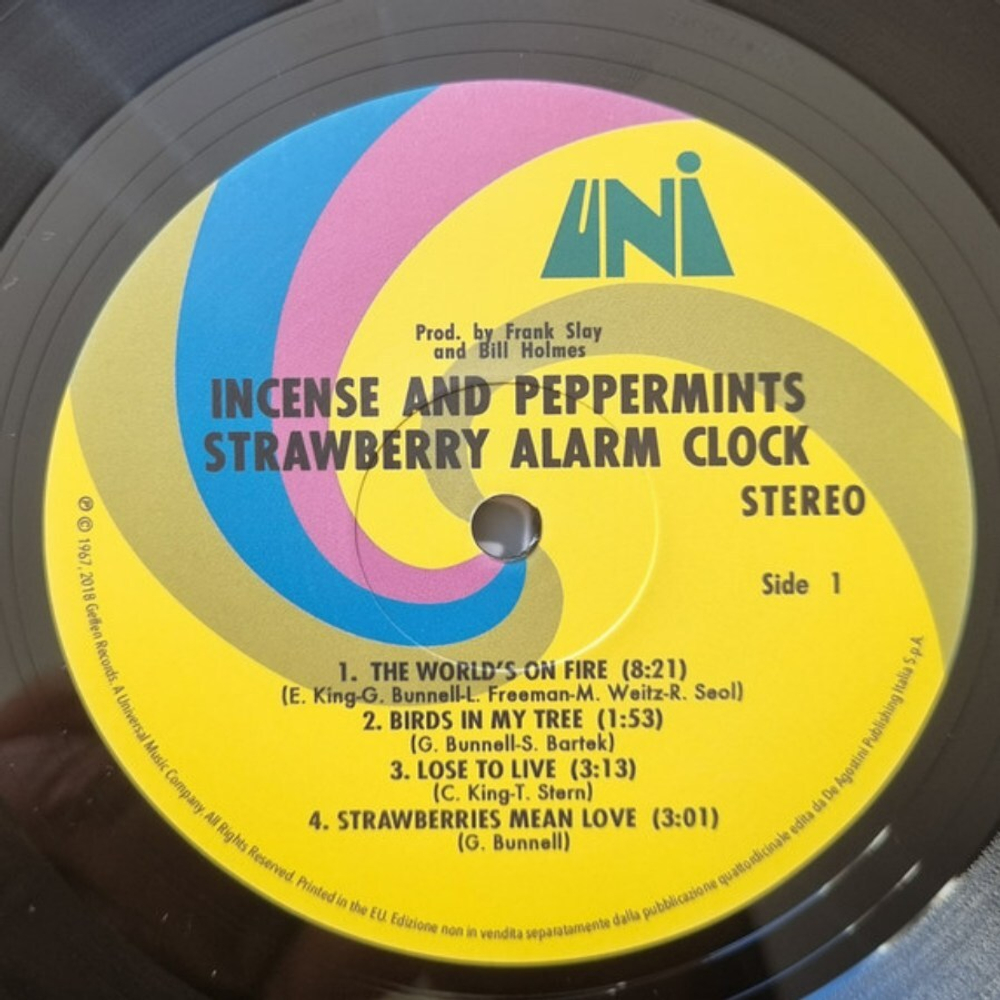 UNI
Prod. by Frank Slay
and Bill Holmes
INCENSE AND PEPPERMINTS
STRAWBERRY ALARM CLOCK
STEREO
Side 1
1. THE WORLD'S ON FIRE (8:21)
(E. King-G. Bunnell-L. Freeman-M. Weitz-R. Seol)
2. BIRDS IN MY TREE (1:53)
(G. Bunnell-S. Bartek)
3. LOSE TO LIVE (3:13)
(C. King-T. Stern)
4. STRAWBERRIES MEAN LOVE (3:01)
(G. Bunnell)
℗ © 1967, 2018 Geffen Records, A Universal Music Company. All Rights Reserved. Printed in the EU. Edizione non in vendita separatamente dalla pubblicazione quattordicinale edita da De Agostini Publishing Italia S.p.A.